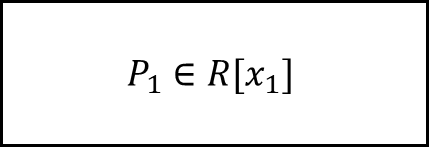 P₁ ∈ R[x₁]